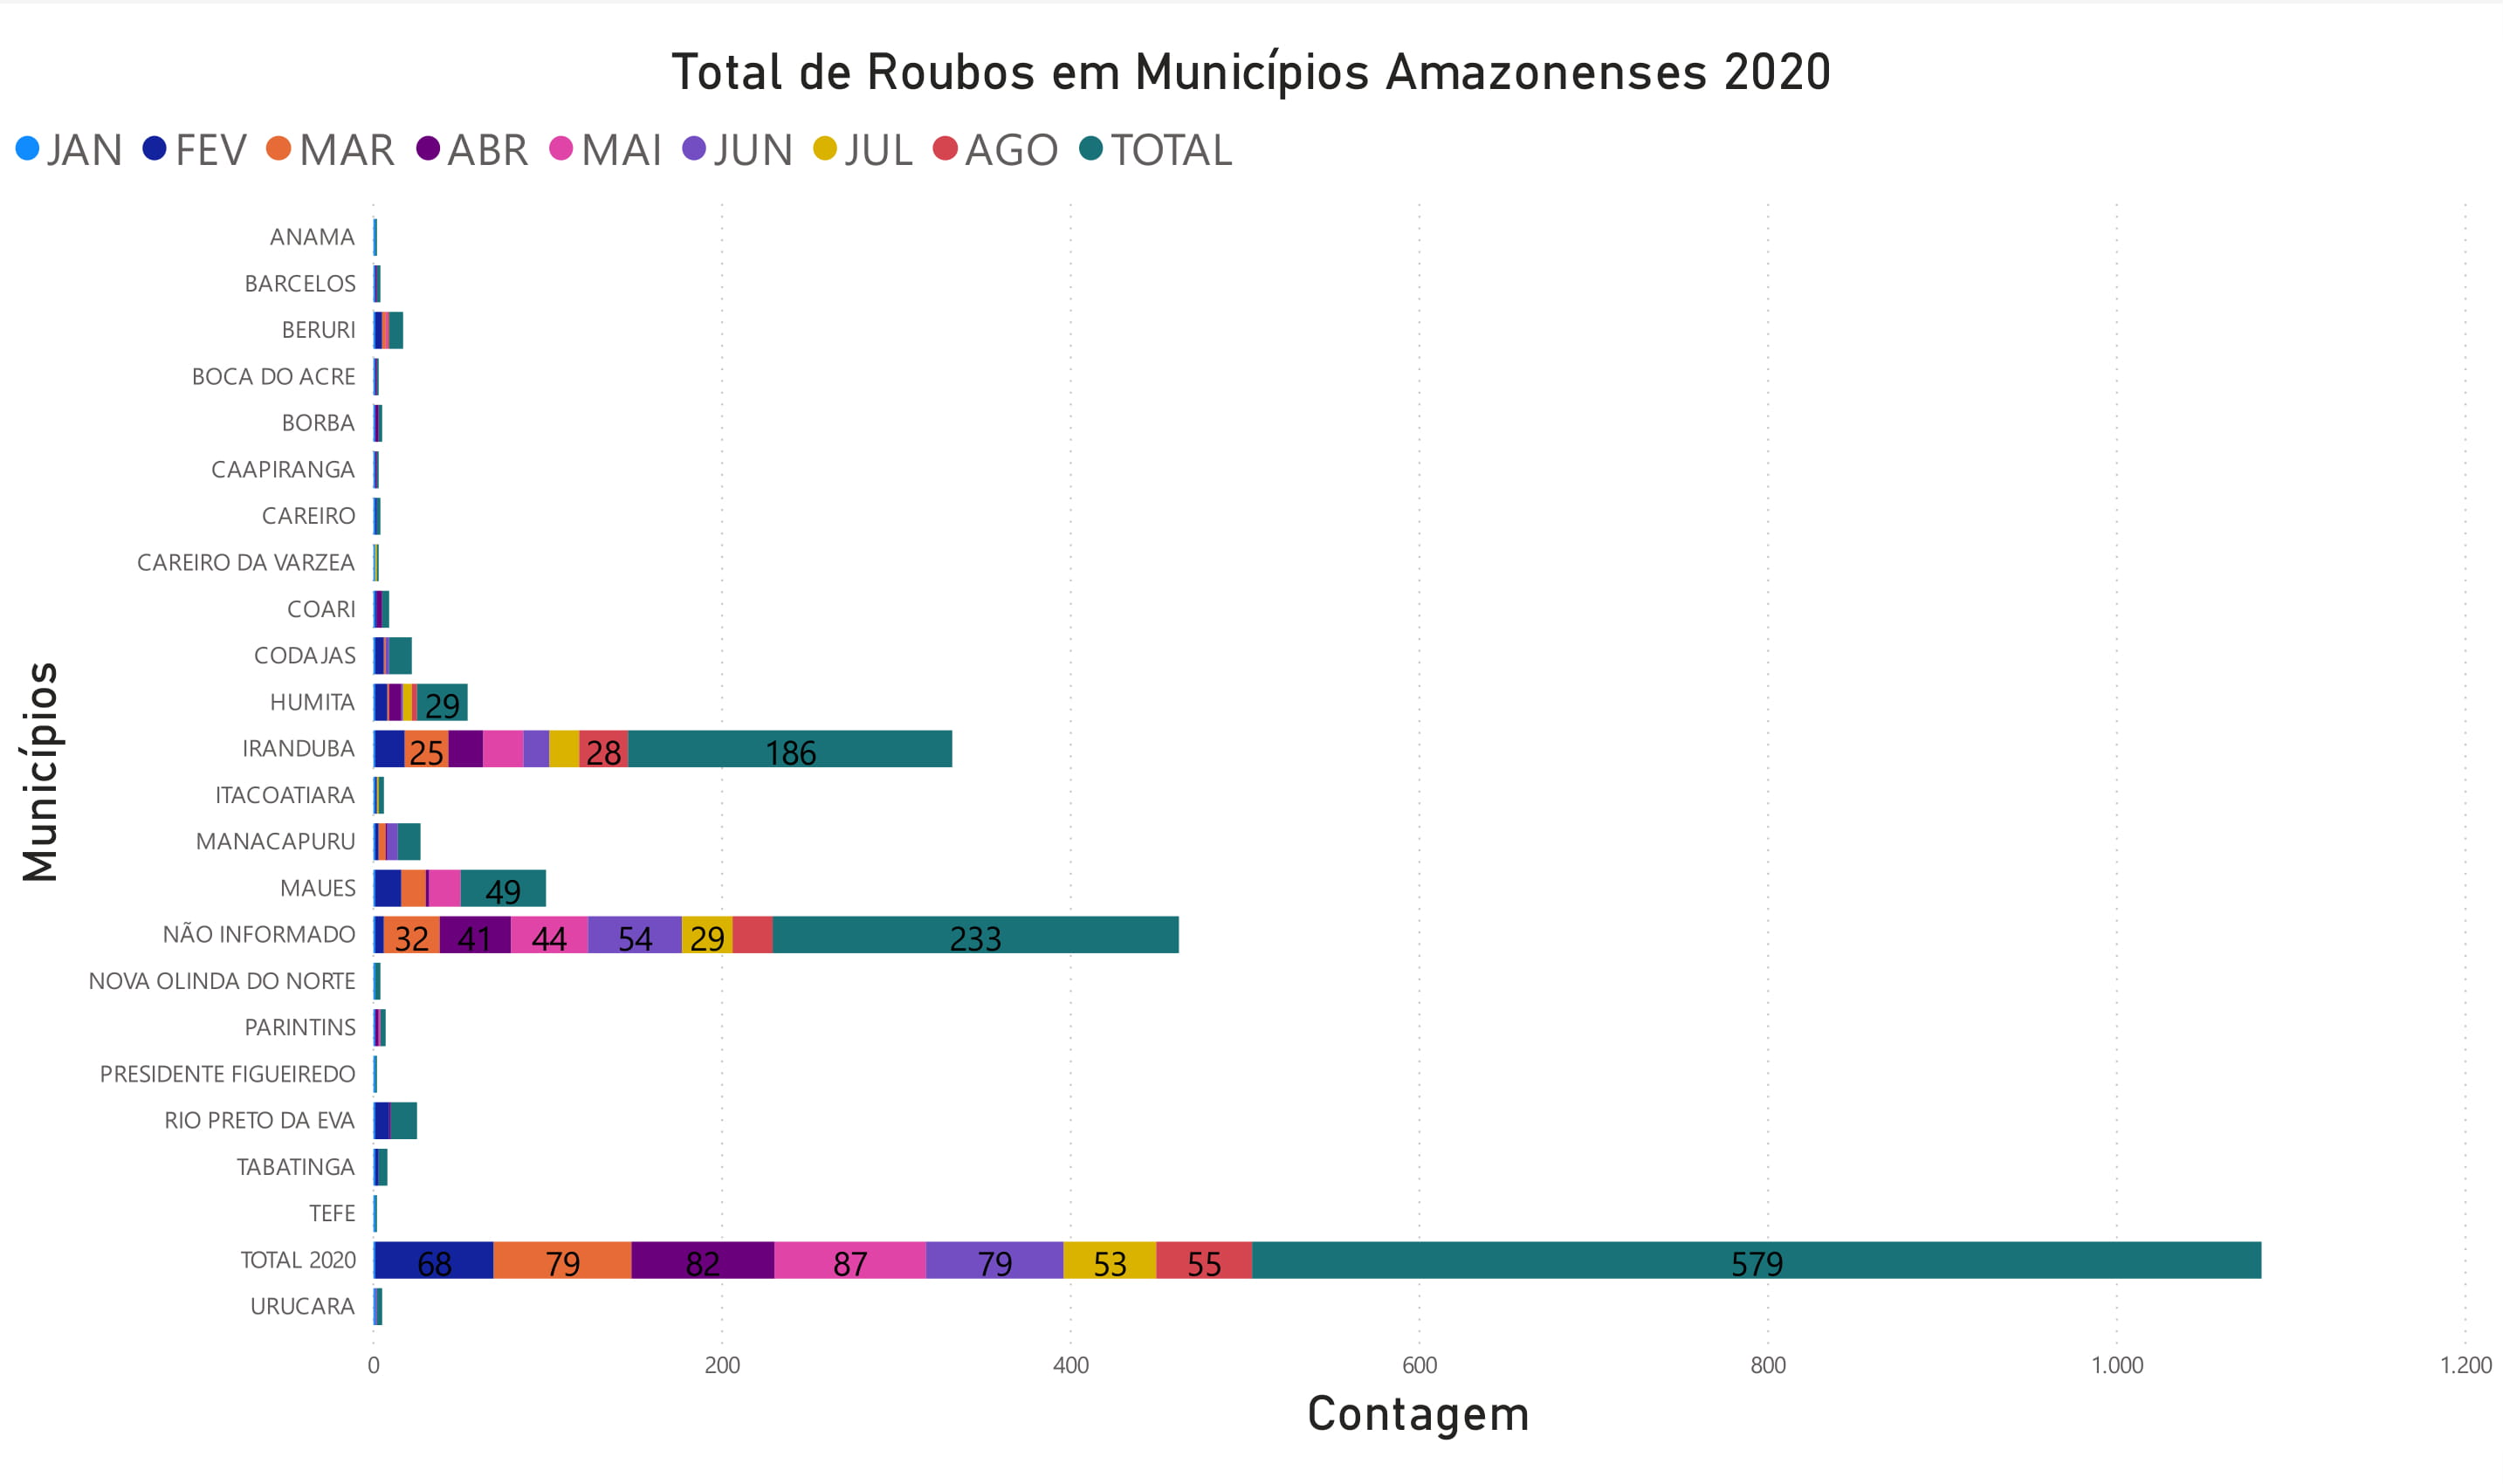 Total de Roubos em Municípios Amazonenses 2020
JAN FEV MAR ABR MAI JUN JUL AGO TOTAL
Municípios
ANAMA
BARCELOS
BERURI
BOCA DO ACRE
BORBA
CAAPIRANGA
CAREIRO
CAREIRO DA VARZEA
COARI
CODAJAS
HUMITA 29
IRANDUBA 25 28 186
ITACOATIARA
MANACAPURU
MAUES 49
NÃO INFORMADO 32 41 44 54 29 233
NOVA OLINDA DO NORTE
PARINTINS
PRESIDENTE FIGUEIREDO
RIO PRETO DA EVA
TABATINGA
TEFE
TOTAL 2020 68 79 82 87 79 53 55 579
URUCARA
0 200 400 600 800 1.000 1.200
Contagem